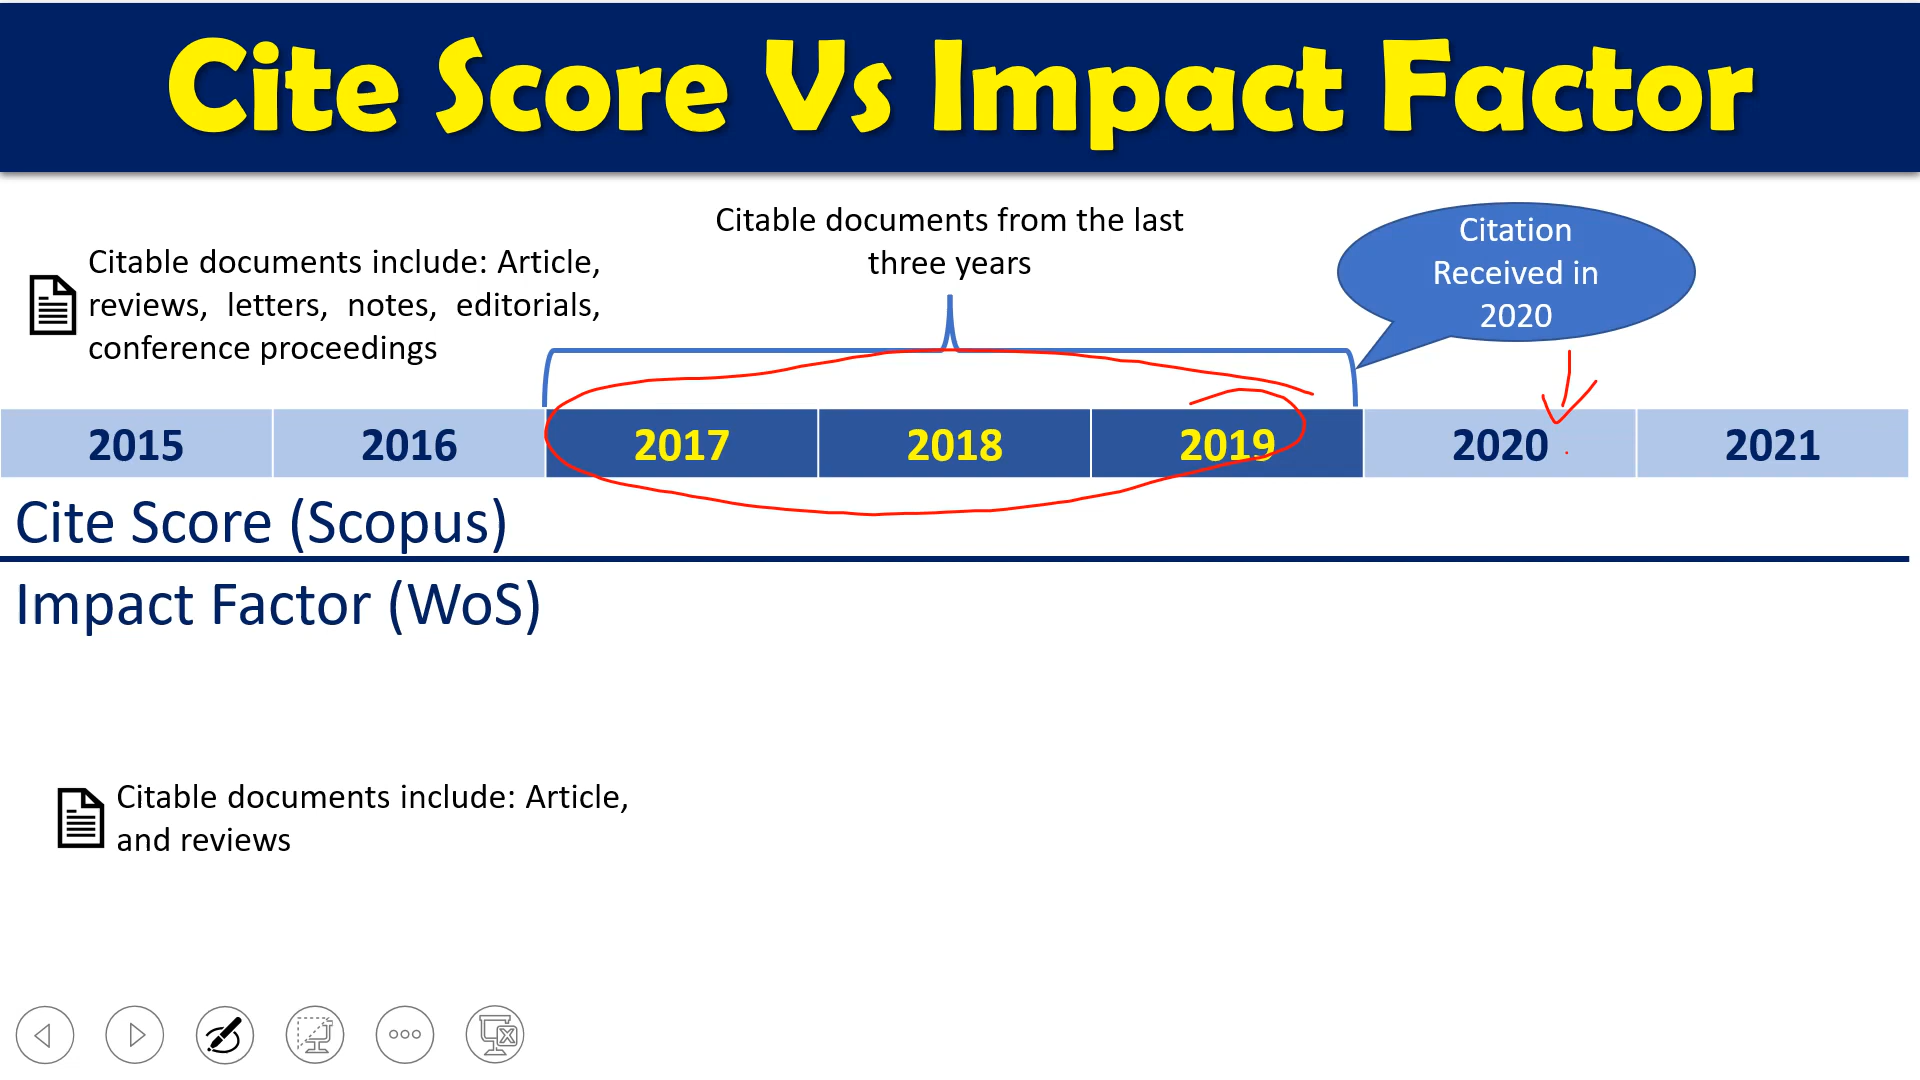 Cite Score Vs Impact Factor
Citable documents include: Article,
reviews, letters, notes, editorials,
conference proceedings
Citable documents from the last
three years
Citation
Received in
2020
2015 2016 2017 2018 2019 2020 2021
Cite Score (Scopus)
Impact Factor (WoS)
Citable documents include: Article,
and reviews